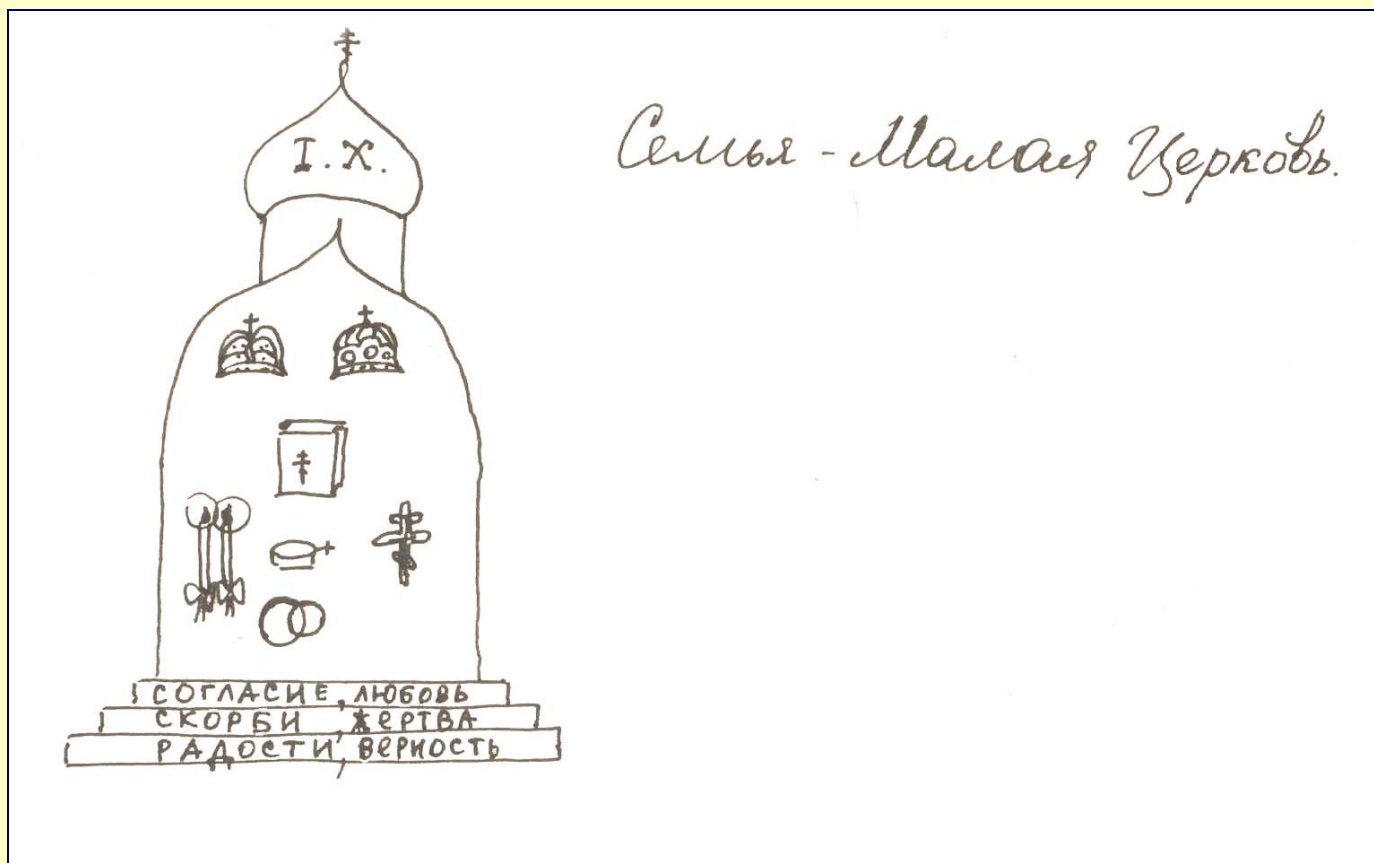 I.X.
Семья - Малая Церковь.
СОГЛАСИЕ, ЛЮБОВЬ
СКОРБИ, ЖЕРТВА
РАДОСТИ, ВЕРНОСТЬ